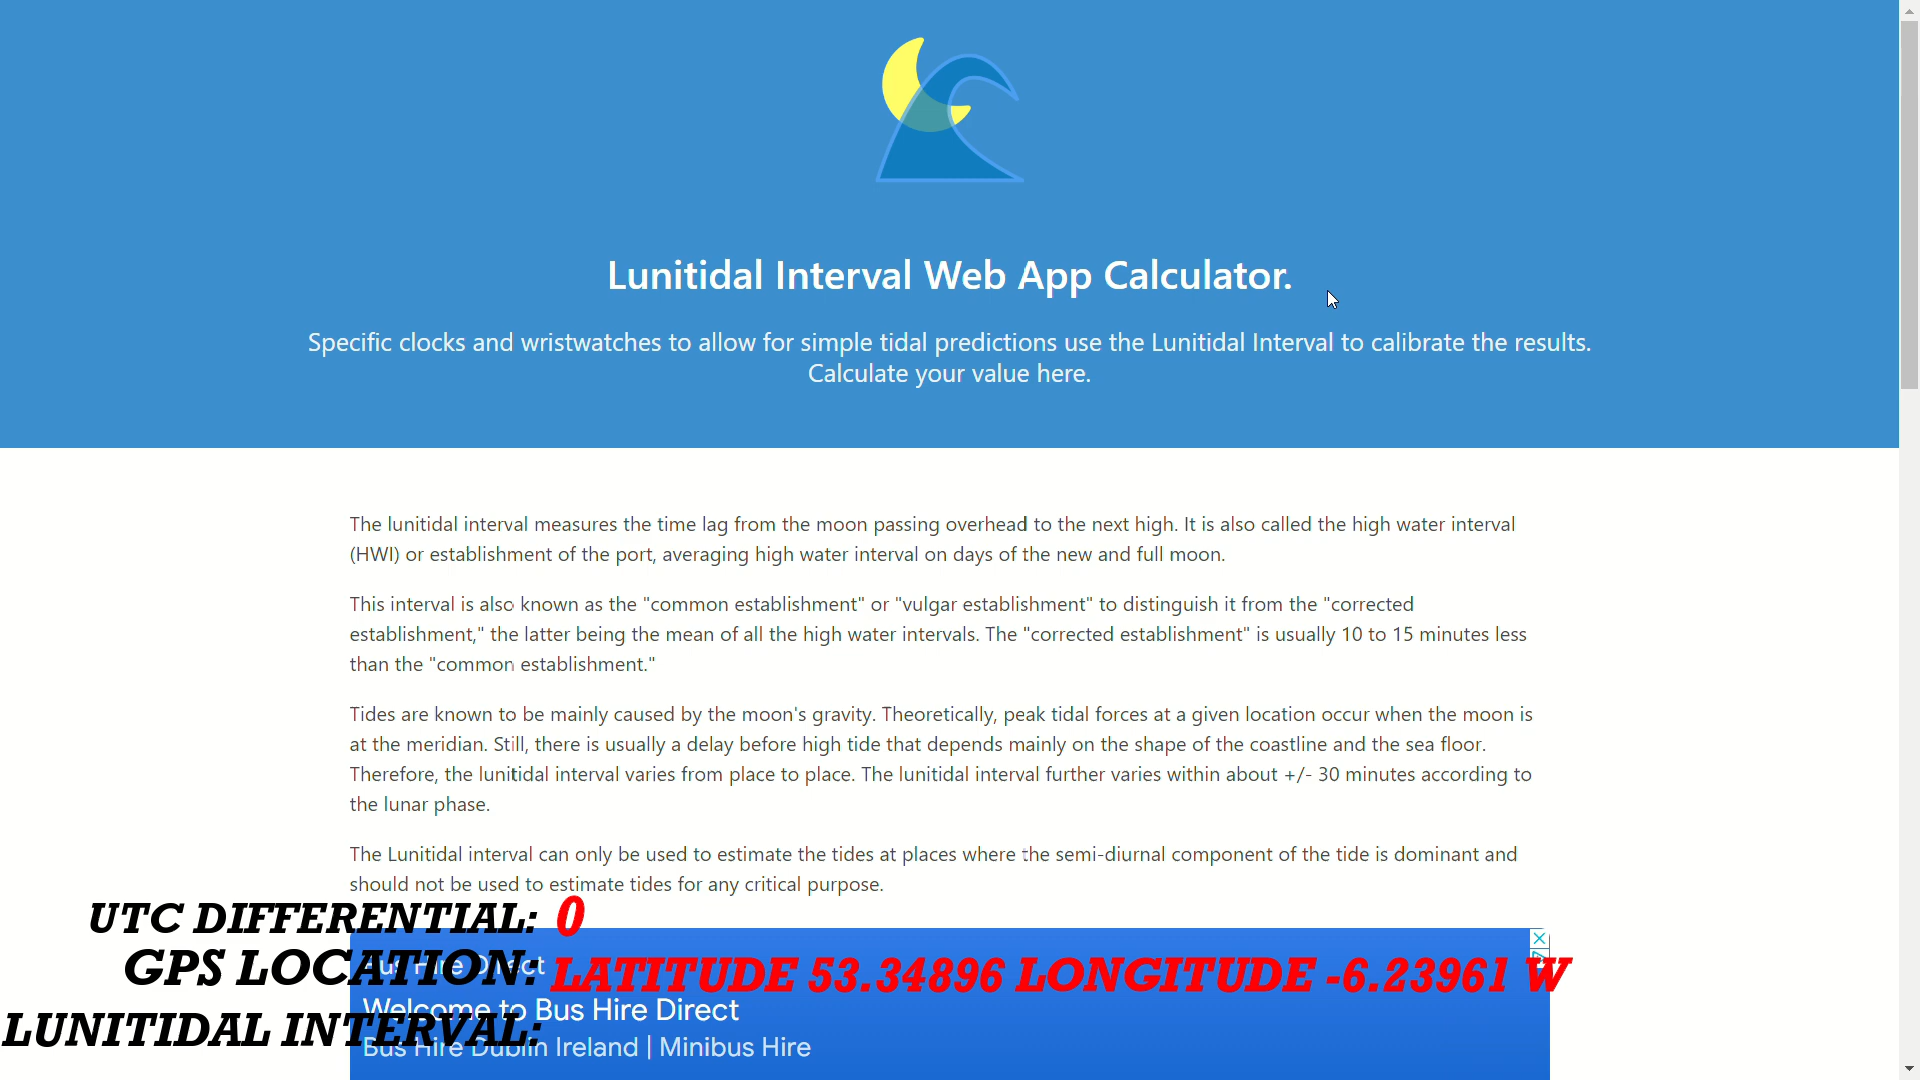 Lunitidal Interval Web App Calculator.
Specific clocks and wristwatches to allow for simple tidal predictions use the Lunitidal Interval to calibrate the results.
Calculate your value here.
The lunitidal interval measures the time lag from the moon passing overhead to the next high. It is also called the high water interval
(HWI) or establishment of the port, averaging high water interval on days of the new and full moon.
This interval is also known as the "common establishment" or "vulgar establishment" to distinguish it from the "corrected
establishment," the latter being the mean of all the high water intervals. The "corrected establishment" is usually 10 to 15 minutes less
than the "common establishment."
Tides are known to be mainly caused by the moon's gravity. Theoretically, peak tidal forces at a given location occur when the moon is
at the meridian. Still, there is usually a delay before high tide that depends mainly on the shape of the coastline and the sea floor.
Therefore, the lunitidal interval varies from place to place. The lunitidal interval further varies within about +/- 30 minutes according to
the lunar phase.
The Lunitidal interval can only be used to estimate the tides at places where the semi-diurnal component of the tide is dominant and
should not be used to estimate tides for any critical purpose.
UTC DIFFERENTIAL: 0
Bus Hire Direct
GPS LOCATION: LATITUDE 53.34896 LONGITUDE -6.23961 W
Welcome to Bus Hire Direct
LUNITIDAL INTERVAL:
Bus Hire Dublin Ireland | Minibus Hire